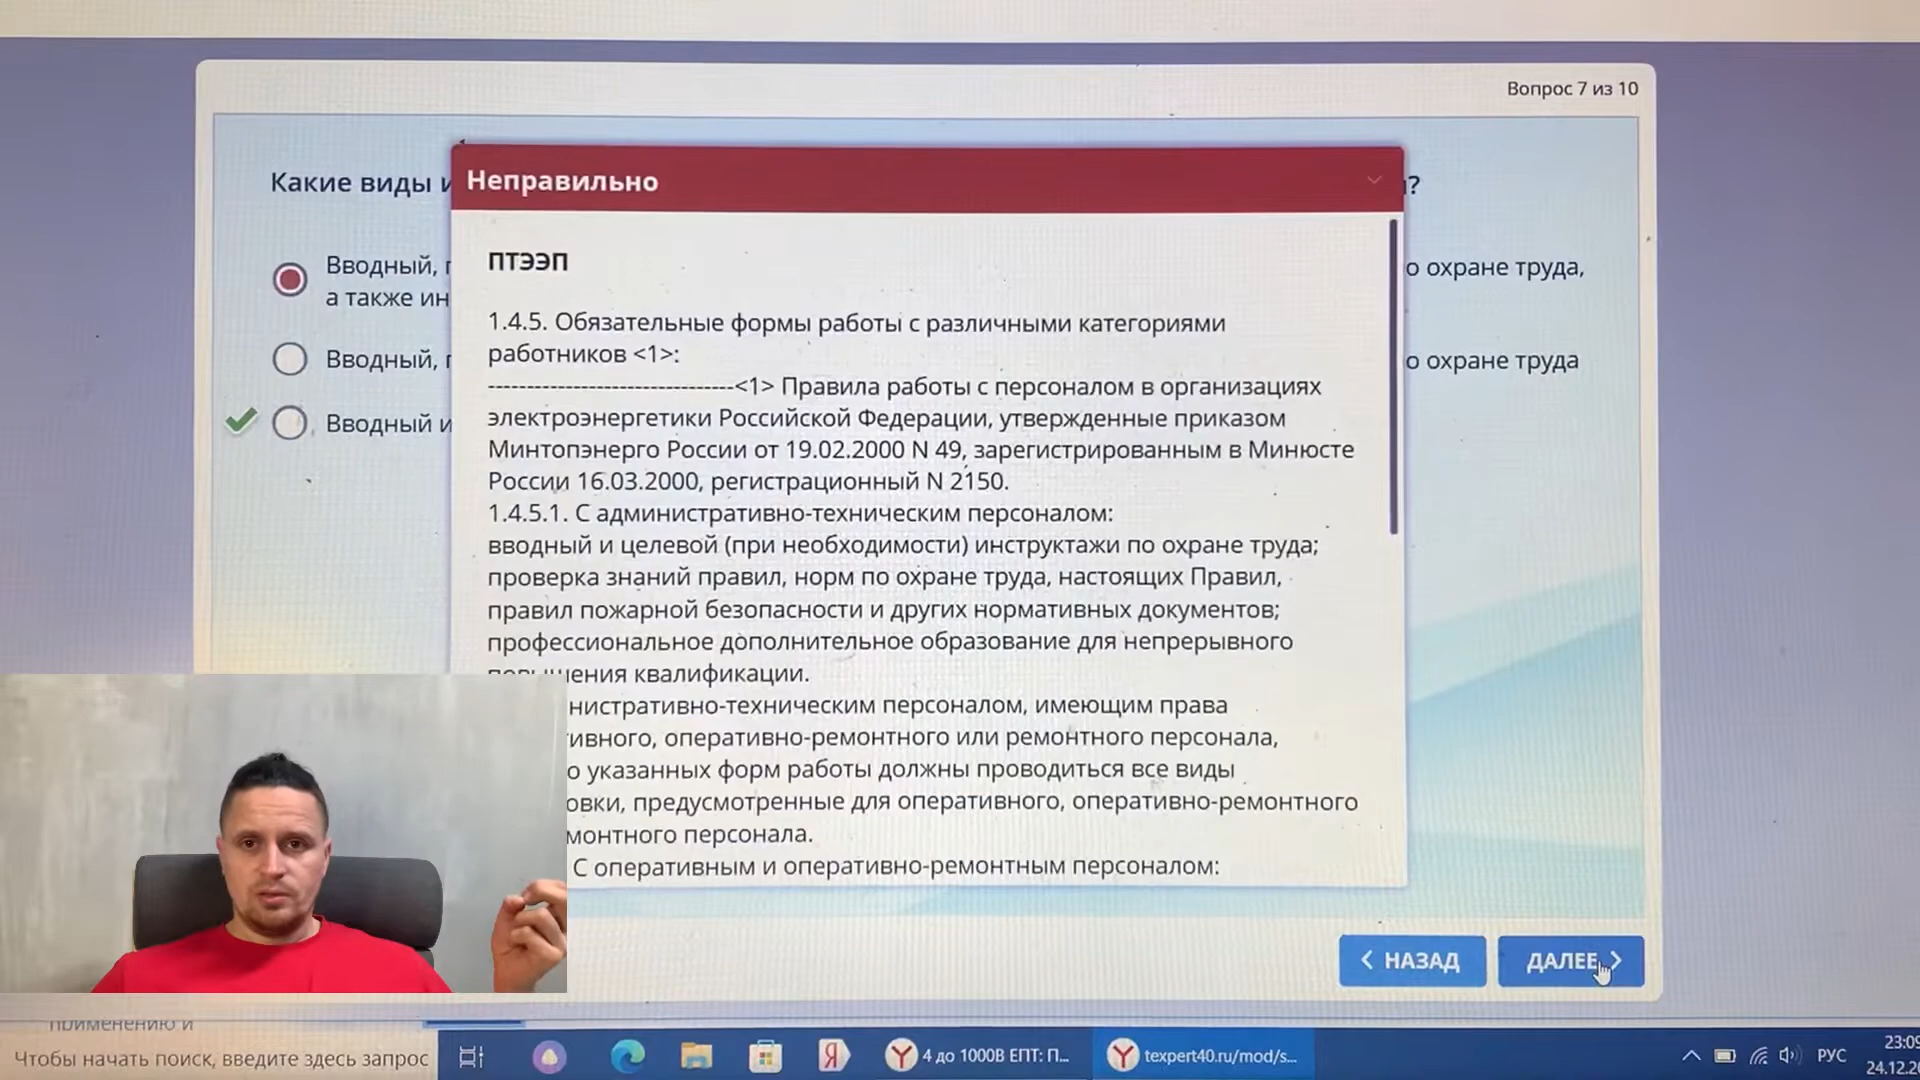 Вопрос 7 из 10
Какие виды
?
Неправильно
ПТЭЭП
Вводный,
о охране труда,
а также ин
1.4.5. Обязательные формы работы с различными категориями
работников <1>:
Вводный,
о охране труда
-------------------------------<1> Правила работы с персоналом в организациях
Вводный и
электроэнергетики Российской Федерации, утвержденные приказом
Минтопэнерго России от 19.02.2000 N 49, зарегистрированным в Минюсте
России 16.03.2000, регистрационный N 2150.
1.4.5.1. С административно-техническим персоналом:
вводный и целевой (при необходимости) инструктажи по охране труда;
проверка знаний правил, норм по охране труда, настоящих Правил,
правил пожарной безопасности и других нормативных документов;
профессиональное дополнительное образование для непрерывного
ения квалификации.
нистративно-техническим персоналом, имеющим права
ивного, оперативно-ремонтного или ремонтного персонала,
о указанных форм работы должны проводиться все виды
овки, предусмотренные для оперативного, оперативно-ремонтного
монтного персонала.
С оперативным и оперативно-ремонтным персоналом:
НАЗАД
ДАЛЕЕ
применению и
Чтобы начать поиск, введите здесь запрос
Я
4 до 1000В ЕПТ: П...
texpert40.ru/mod/s...
РУС
23:09
24.12.2